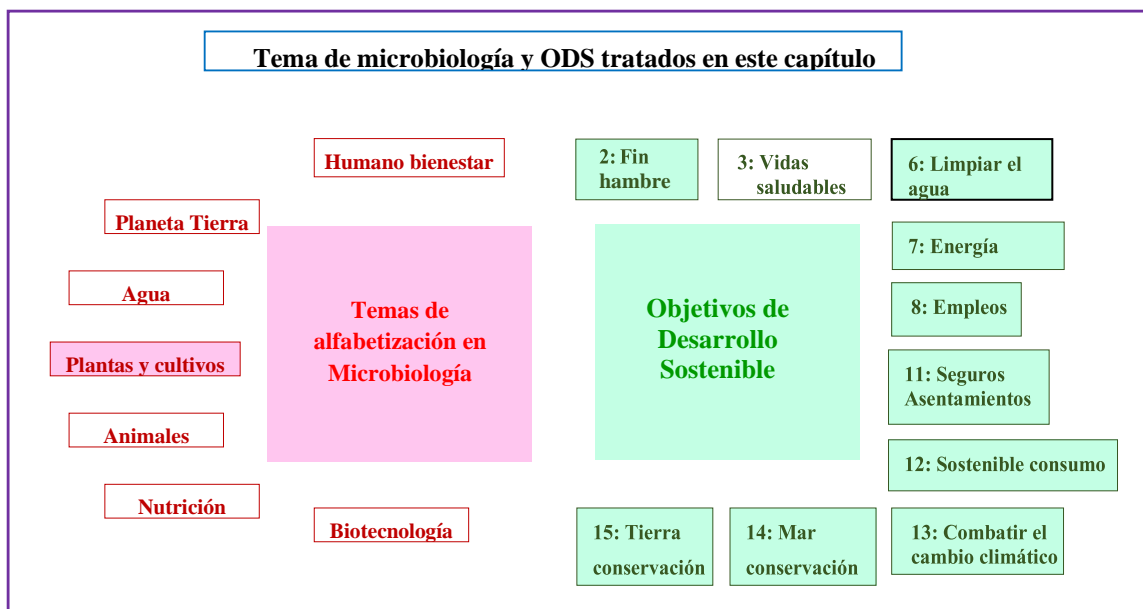 Tema de microbiología y ODS tratados en este capítulo
Humano bienestar
Planeta Tierra
Agua
Plantas y cultivos
Animales
Nutrición
Biotecnología
Temas de
alfabetización en
Microbiología
2: Fin
hambre
3: Vidas
saludables
6: Limpiar el
agua
7: Energía
8: Empleos
11: Seguros
Asentamientos
12: Sostenible consumo
13: Combatir el
cambio climático
14: Mar
conservación
15: Tierra
conservación
Objetivos de
Desarrollo
Sostenible